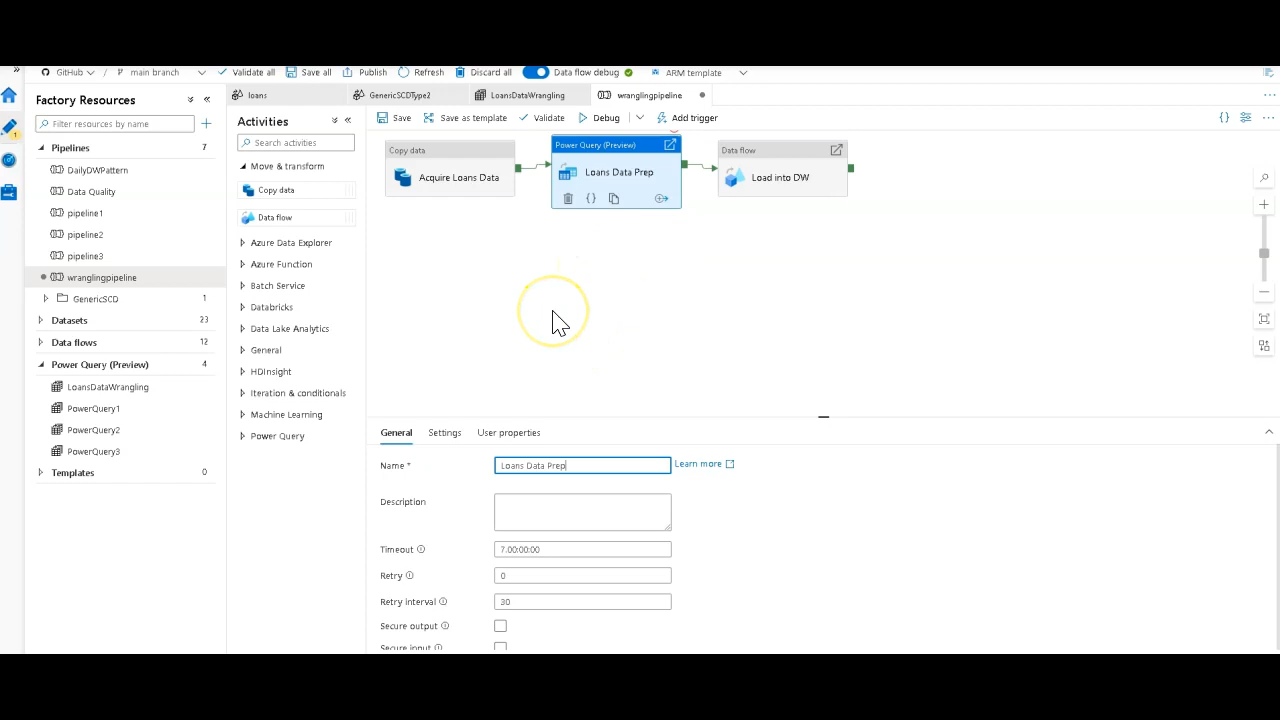 GitHub main branch Validate all Save all Publish Refresh Discard all Data flow debug ARM template
Factory Resources
Filter resources by name
Pipelines 7
DailyDWPattern
Data Quality
pipeline1
pipeline2
pipeline3
wranglingpipeline
GenericSCD 1
Datasets 23
Data flows 12
Power Query (Preview) 4
LoansDataWrangling
PowerQuery1
PowerQuery2
PowerQuery3
Templates 0
Activities
Search activities
Move & transform
Copy data
Data flow
Azure Data Explorer
Azure Function
Batch Service
Databricks
Data Lake Analytics
General
HDInsight
Iteration & conditionals
Machine Learning
Power Query
loans GenericSCDType2 LoansDataWrangling wranglingpipeline
Save Save as template Validate Debug Add trigger
Copy data
Acquire Loans Data
Power Query (Preview)
Loans Data Prep
Data flow
Load into DW
General Settings User properties
Name * Loans Data Prep Learn more
Description
Timeout 7.00:00:00
Retry 0
Retry interval 30
Secure output
Secure input
1